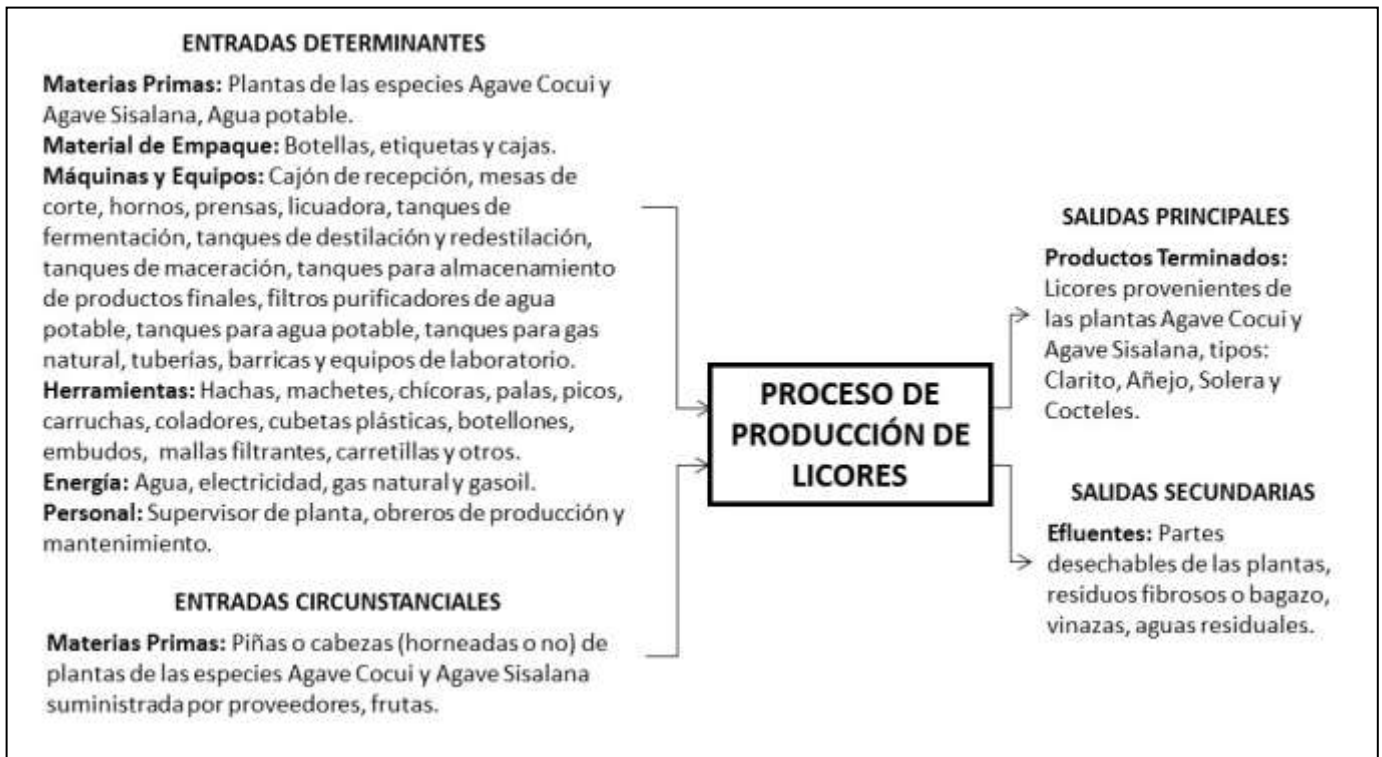 ENTRADAS DETERMINANTES
Materias Primas: Plantas de las especies Agave Cocui y
Agave Sisalana, Agua potable.
Material de Empaque: Botellas, etiquetas y cajas.
Máquinas y Equipos: Cajón de recepción, mesas de
corte, hornos, prensas, licuadora, tanques de
fermentación, tanques de destilación y redestilación,
tanques de maceración, tanques para almacenamiento
de productos finales, filtros purificadores de agua
potable, tanques para agua potable, tanques para gas
natural, tuberías, barricas y equipos de laboratorio.
Herramientas: Hachas, machetes, chícoras, palas, picos,
carruchas, coladores, cubetas plásticas, botellones,
embudos, mallas filtrantes, carretillas y otros.
Energía: Agua, electricidad, gas natural y gasoil.
Personal: Supervisor de planta, obreros de producción y
mantenimiento.
ENTRADAS CIRCUNSTANCIALES
Materias Primas: Piñas o cabezas (horneadas o no) de
plantas de las especies Agave Cocui y Agave Sisalana
suministrada por proveedores, frutas.
PROCESO DE
PRODUCCIÓN DE
LICORES
SALIDAS PRINCIPALES
Productos Terminados:
Licores provenientes de
las plantas Agave Cocui y
Agave Sisalana, tipos:
Clarito, Añejo, Solera y
Cocteles.
SALIDAS SECUNDARIAS
Efluentes: Partes
desechables de las plantas,
residuos fibrosos o bagazo,
vinazas, aguas residuales.